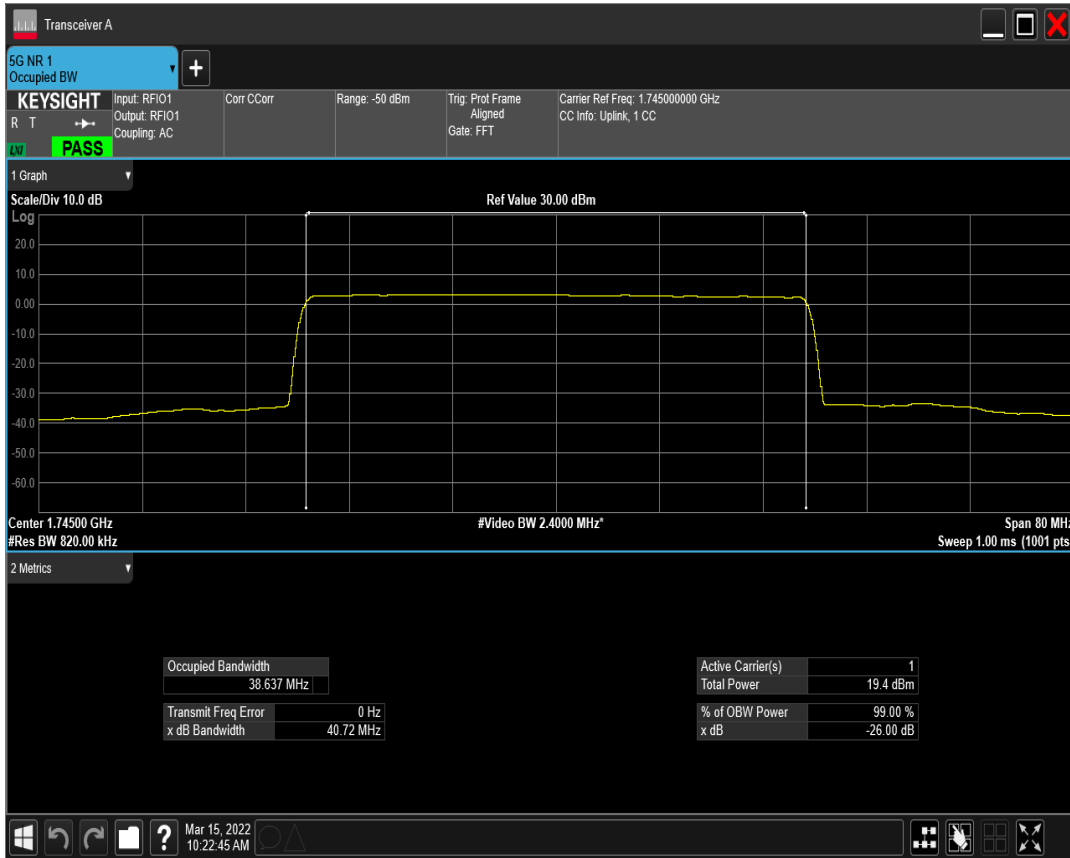 Transceiver A
5G NR 1
Occupied BW
+
KEYSIGHT
R T
LXI
PASS
Input: RFIO1
Output: RFIO1
Coupling: AC
Corr CCorr
Range: -50 dBm
Trig: Prot Frame
Aligned
Gate: FFT
Carrier Ref Freq: 1.745000000 GHz
CC Info: Uplink, 1 CC
1 Graph
Scale/Div 10.0 dB
Ref Value 30.00 dBm
Log
20.0
10.0
0.00
-10.0
-20.0
-30.0
-40.0
-50.0
-60.0
Center 1.74500 GHz
#Video BW 2.4000 MHz*
Span 80 MHz
#Res BW 820.00 kHz
Sweep 1.00 ms (1001 pts
2 Metrics
Occupied Bandwidth
38.637 MHz
Transmit Freq Error 0 Hz
x dB Bandwidth 40.72 MHz
Active Carrier(s) 1
Total Power 19.4 dBm
% of OBW Power 99.00 %
x dB -26.00 dB
?
Mar 15, 2022
10:22:45 AM